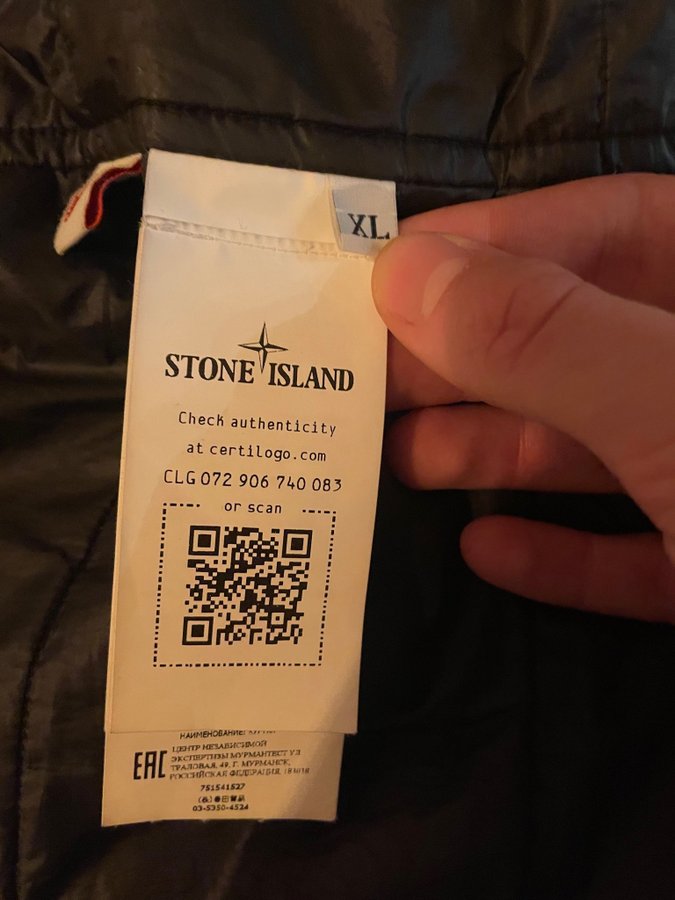 XL
STONE ISLAND
Check authenticity
at certilogo.com
CLG 072 906 740 083
or scan
НАИМЕНОВАНИЕ:
EAC
ЦЕНТР НЕЗАВИСИМОЙ
ЭКСПЕРТИЗЫ МУРМАНТЕСТ УЛ
ТРАЛОВАЯ, 49, Г. МУРМАНСК,
РОССИЙСКАЯ ФЕДЕРАЦИЯ, 183038
751541527
03-5350-4524